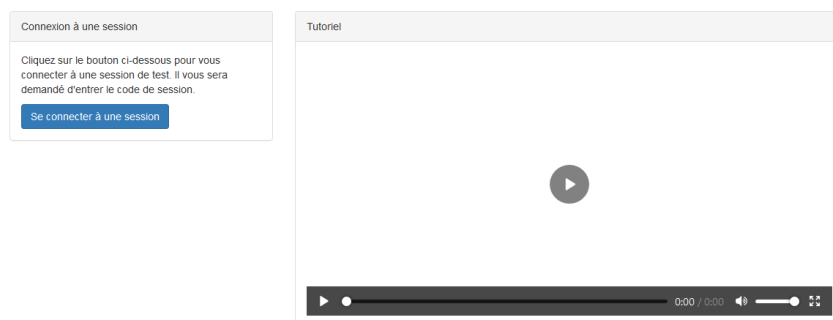 Connexion à une session
Cliquez sur le bouton ci-dessous pour vous
connecter à une session de test. Il vous sera
demandé d'entrer le code de session.
Se connecter à une session
Tutoriel
0:00 / 0:00